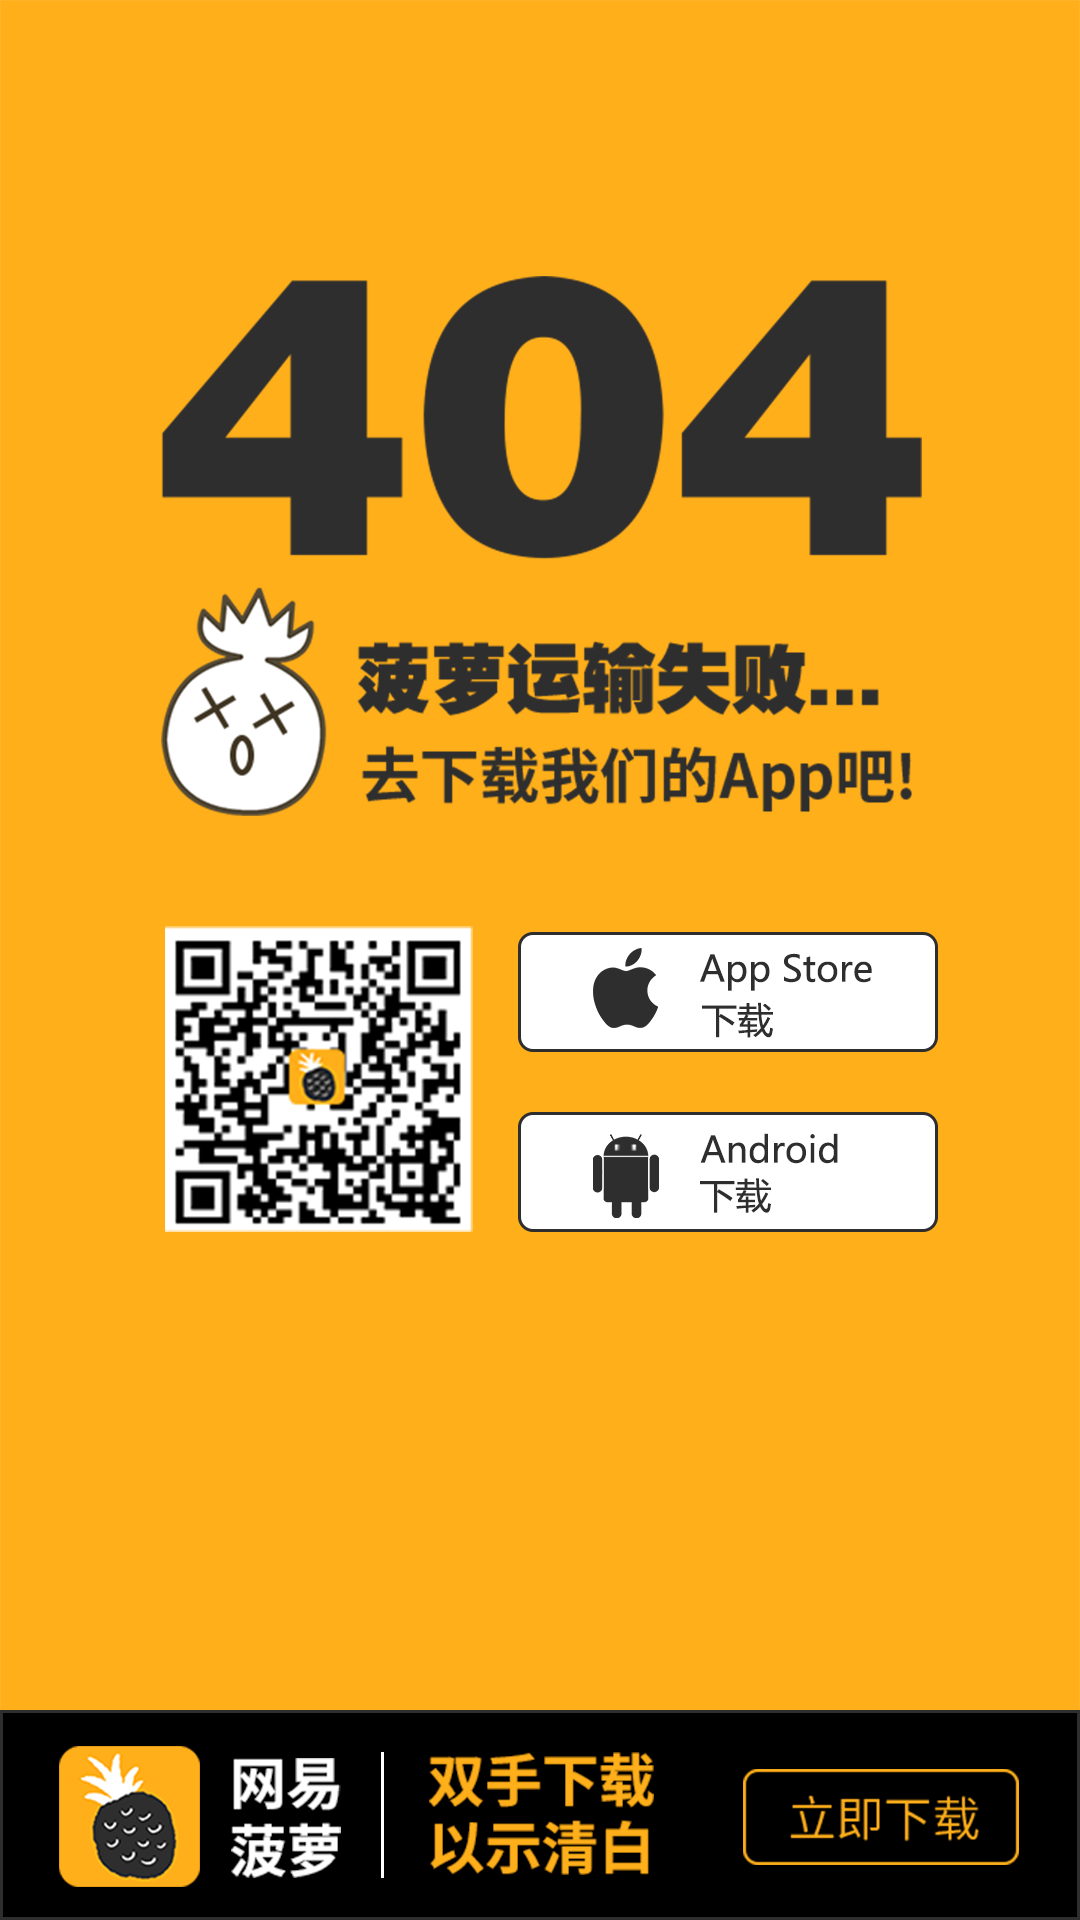 404
菠萝运输失败...
去下载我们的App吧!
App Store
下载
Android
下载
网易
菠萝
双手下载
以示清白
立即下载